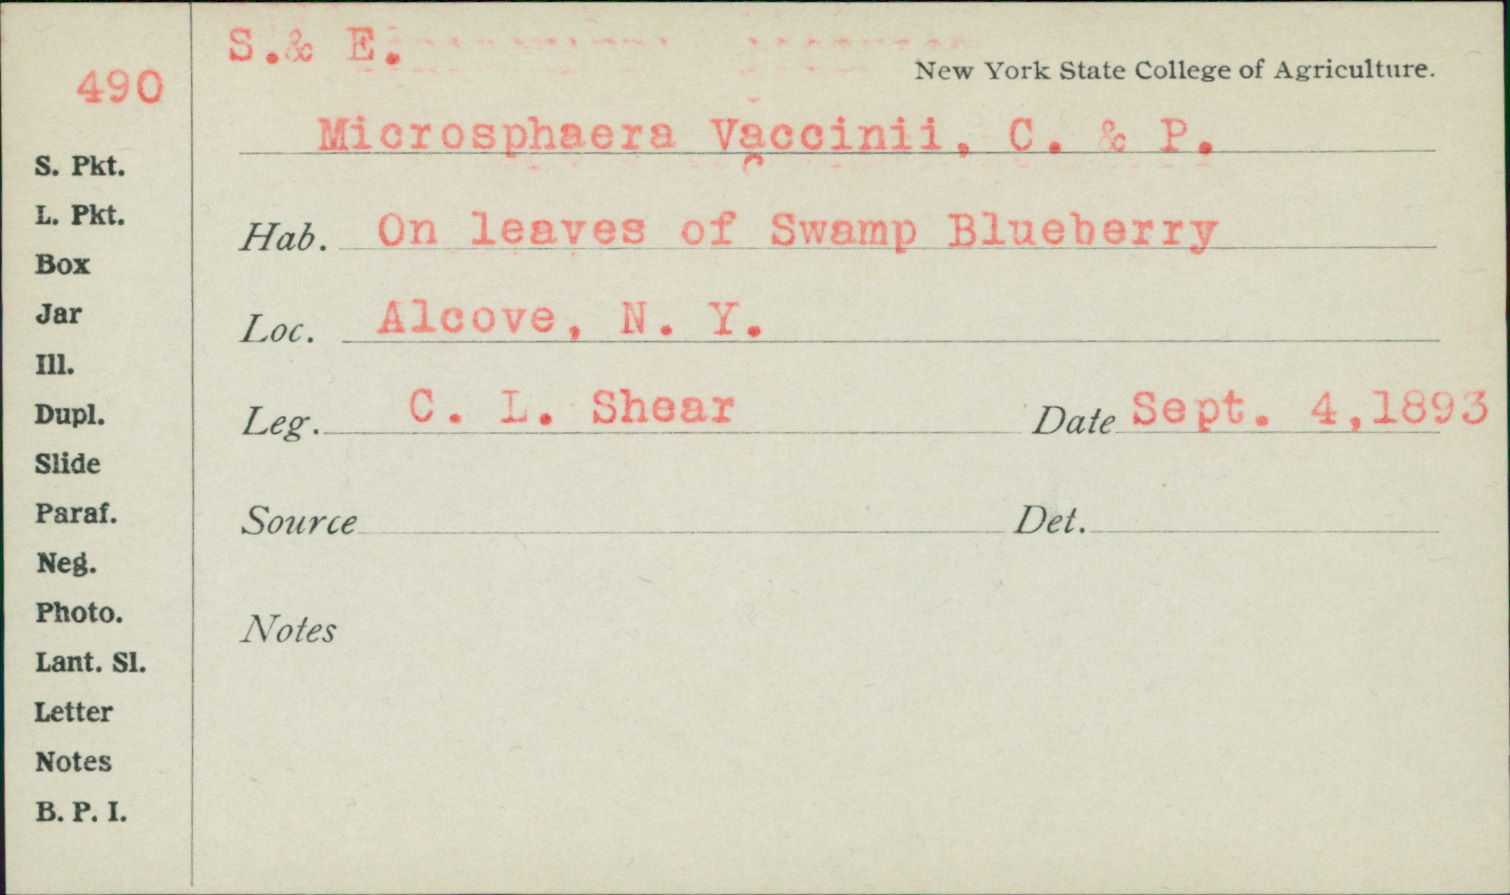 S.& E.
New York State College of Agriculture.
490
Microsphaera Vaccinii, C. & P.
S. Pkt.
L. Pkt.
Hab. On leaves of Swamp Blueberry
Box
Jar
Loc. Alcove, N. Y.
Ill.
Dupl.
Leg. C. L. Shear Date Sept. 4,1893
Slide
Paraf.
Source Det.
Neg.
Photo.
Notes
Lant. Sl.
Letter
Notes
B. P. I.